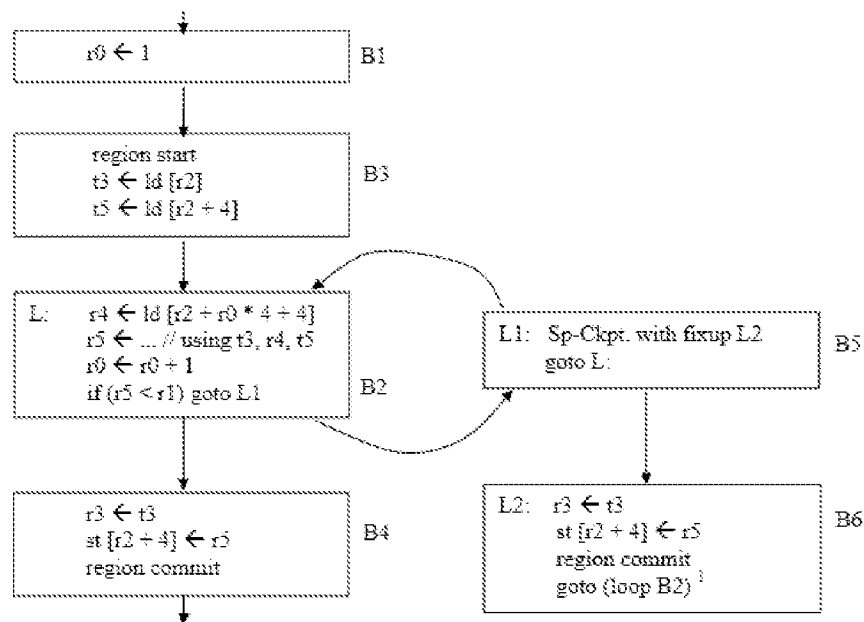 r0 ← 1
B1
region start
t3 ← ld [r2]
r5 ← ld [r2 + 4]
B3
L: r4 ← ld [r2 + r0 * 4 + 4]
r5 ← ... // using t3, r4, t5
r0 ← r0 + 1
if (r5 < r1) goto L1
B2
L1: Sp-Ckpt. with fixup L2
goto L:
B5
r3 ← t3
st [r2 + 4] ← r5
region commit
B4
L2: r3 ← t3
st [r2 + 4] ← r5
region commit
goto (loop B2)
B6